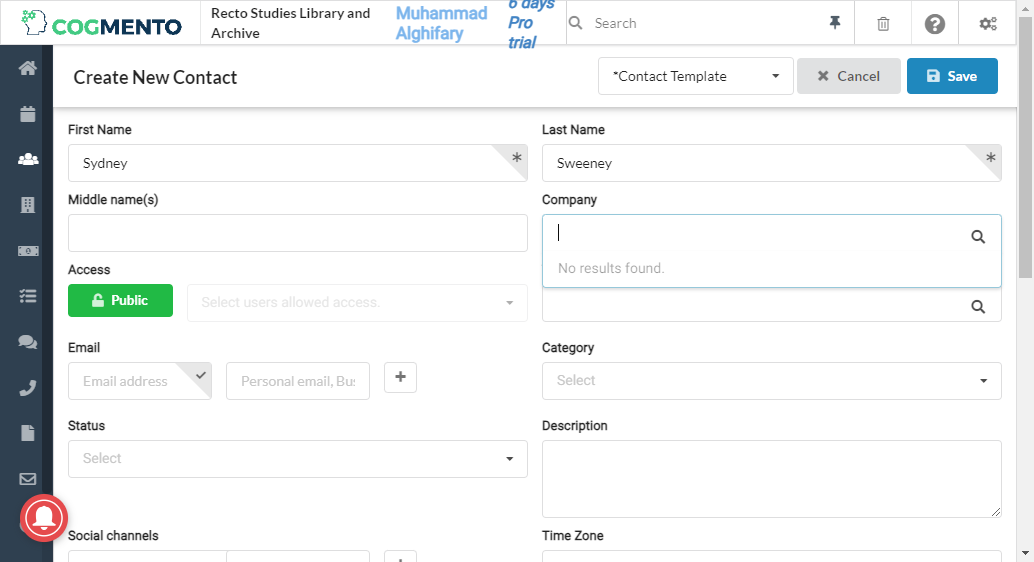 COGMENTO
Recto Studies Library and
Archive
Muhammad
Alghifary
6 days
Pro
trial
Search
Create New Contact
*Contact Template
Cancel
Save
First Name
Last Name
Sydney
Sweeney
Middle name(s)
Company
No results found.
Access
Public
Select users allowed access.
Email
Category
Email address
Personal email, Bus
Select
Status
Description
Select
Social channels
Time Zone